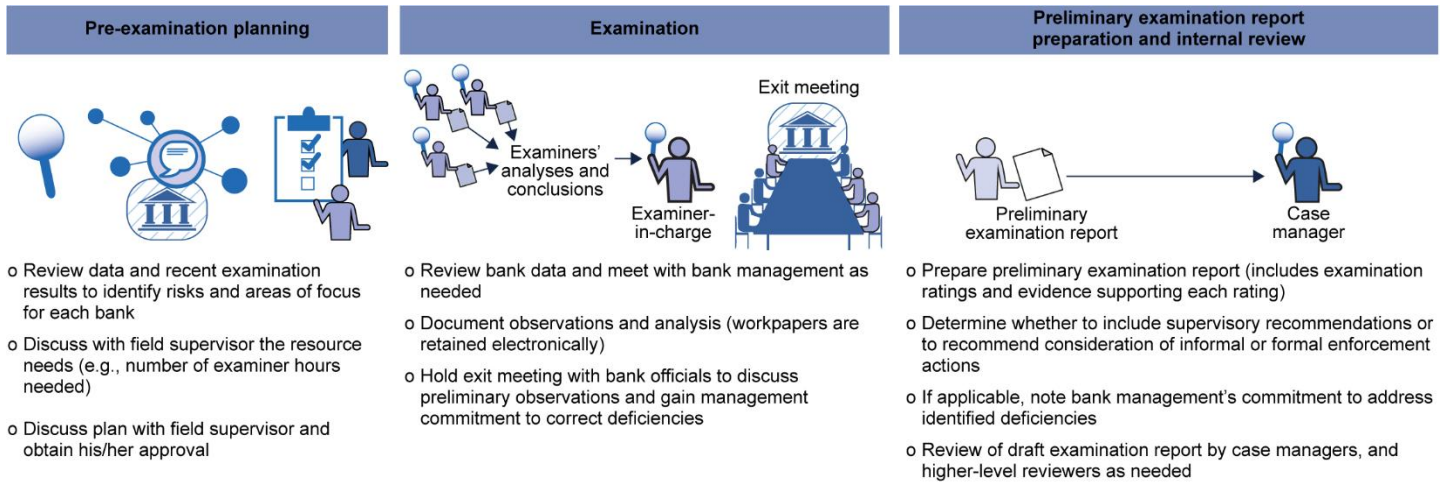 Pre-examination planning
o Review data and recent examination
results to identify risks and areas of focus
for each bank
o Discuss with field supervisor the resource
needs (e.g., number of examiner hours
needed)
o Discuss plan with field supervisor and
obtain his/her approval
Examination
Exit meeting
Examiners’
analyses and
conclusions
Examiner-
in-charge
o Review bank data and meet with bank management as
needed
o Document observations and analysis (workpapers are
retained electronically)
o Hold exit meeting with bank officials to discuss
preliminary observations and gain management
commitment to correct deficiencies
Preliminary examination report
preparation and internal review
Preliminary
examination report
Case
manager
o Prepare preliminary examination report (includes examination
ratings and evidence supporting each rating)
o Determine whether to include supervisory recommendations or
to recommend consideration of informal or formal enforcement
actions
o If applicable, note bank management’s commitment to address
identified deficiencies
o Review of draft examination report by case managers, and
higher-level reviewers as needed